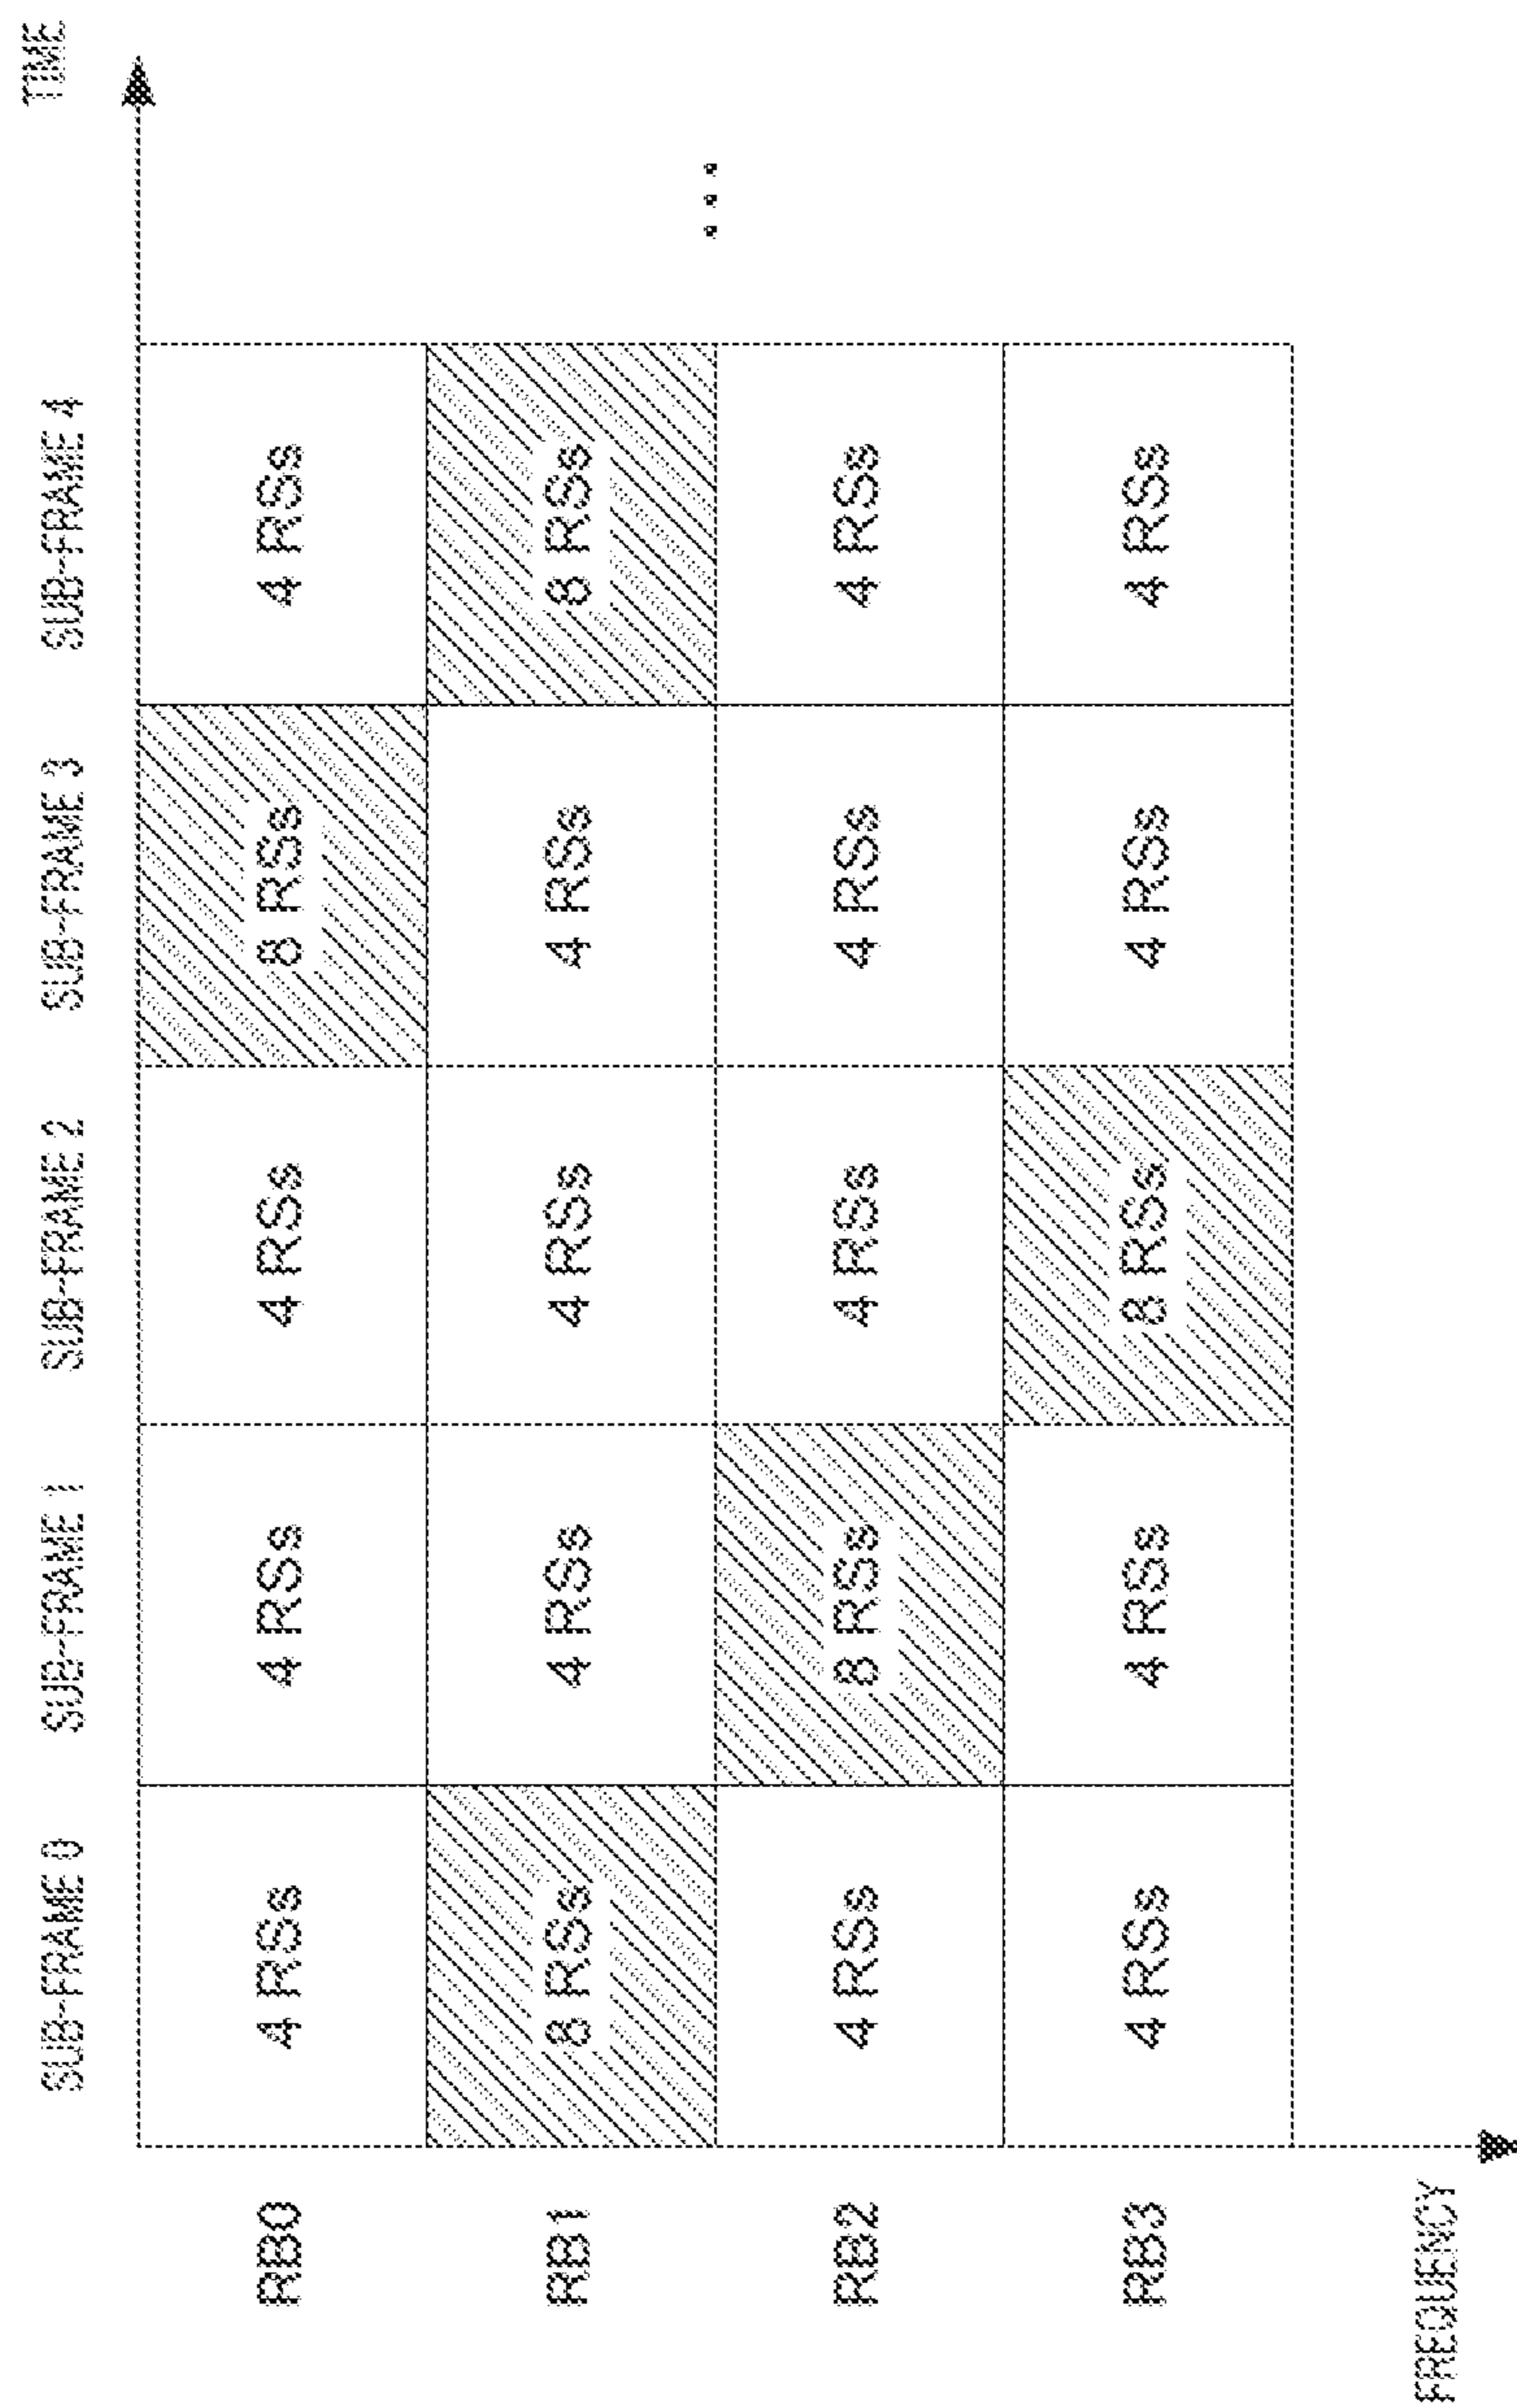 TIME
SUB-FRAME 0 SUB-FRAME 1 SUB-FRAME 2 SUB-FRAME 3 SUB-FRAME 4
RB0 4 RSs 4 RSs 4 RSs 8 RSs 4 RSs
RB1 8 RSs 4 RSs 4 RSs 4 RSs 8 RSs
...
RB2 4 RSs 8 RSs 4 RSs 4 RSs 4 RSs
RB3 4 RSs 4 RSs 8 RSs 4 RSs 4 RSs
FREQUENCY